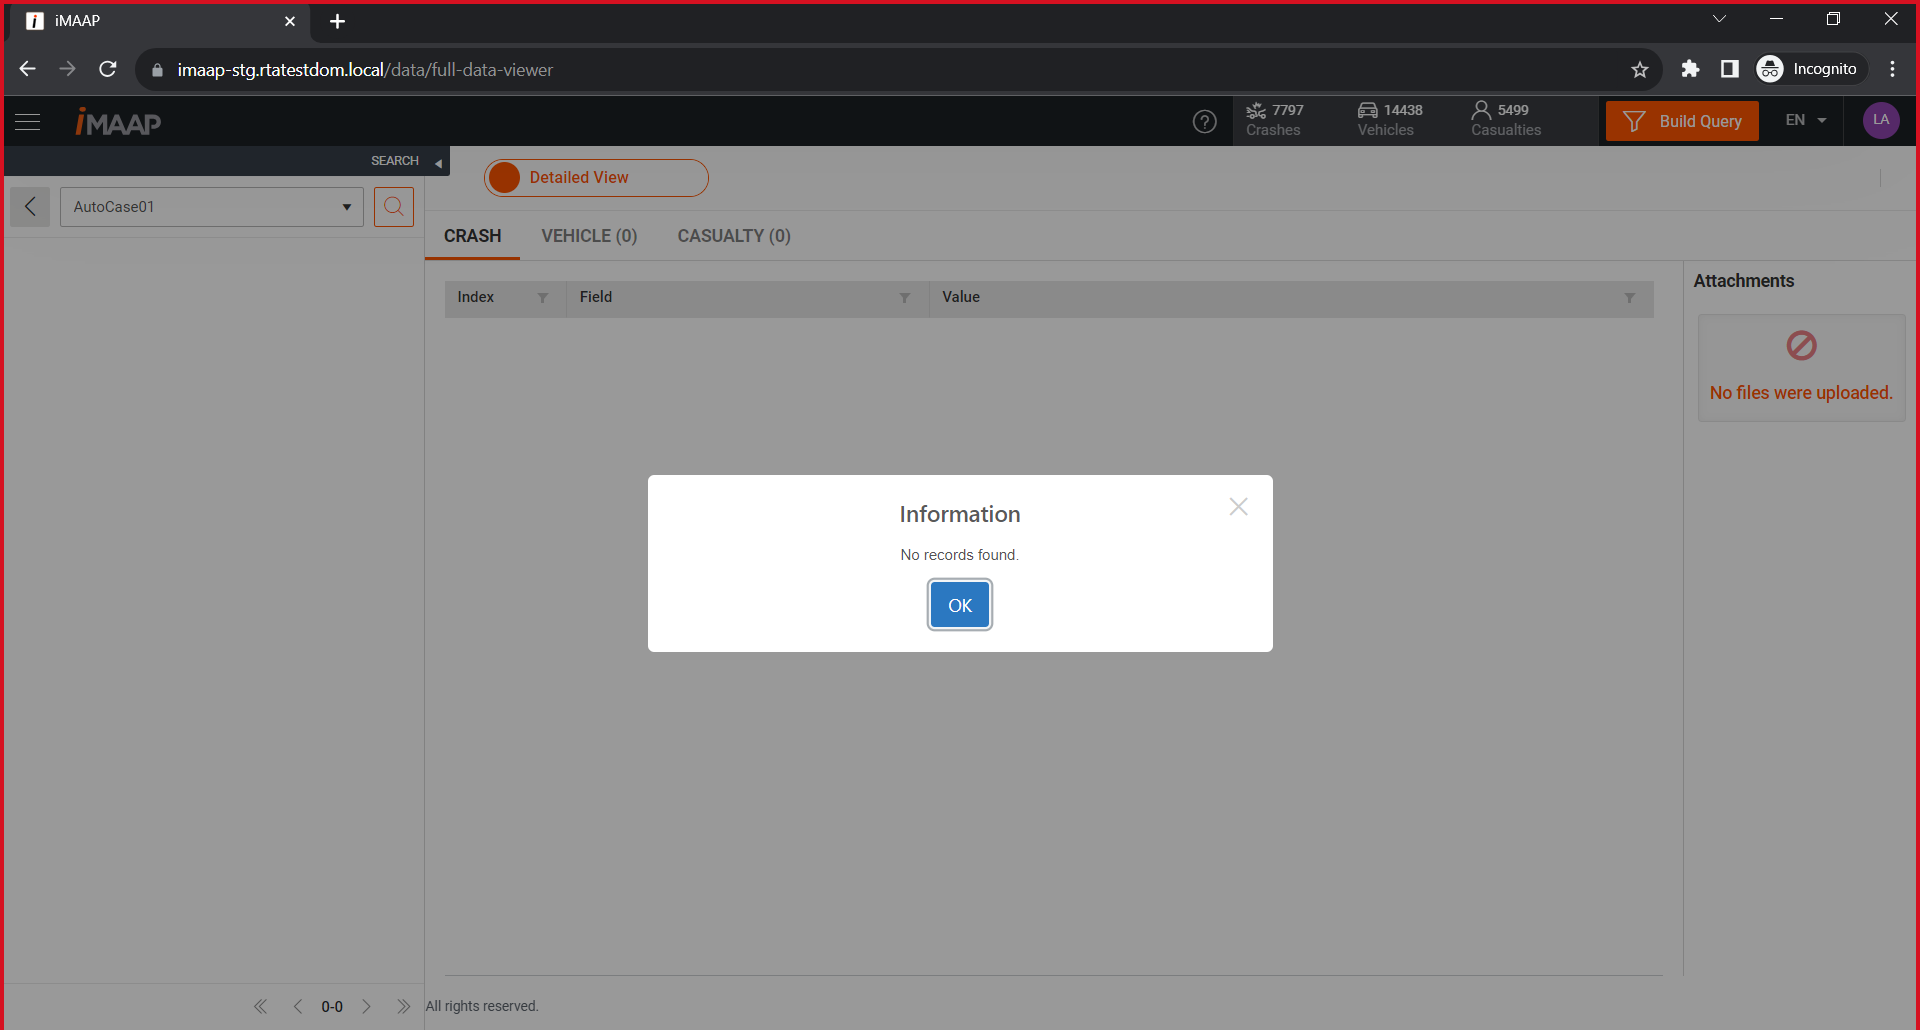 iMAAP
imaap-stg.rtatestdom.local/data/full-data-viewer
Incognito
iMAAP
7797
Crashes
14438
Vehicles
5499
Casualties
Build Query
EN
LA
SEARCH
Detailed View
AutoCase01
CRASH
VEHICLE (0)
CASUALTY (0)
Index
Field
Value
Attachments
No files were uploaded.
Information
No records found.
OK
0-0
All rights reserved.